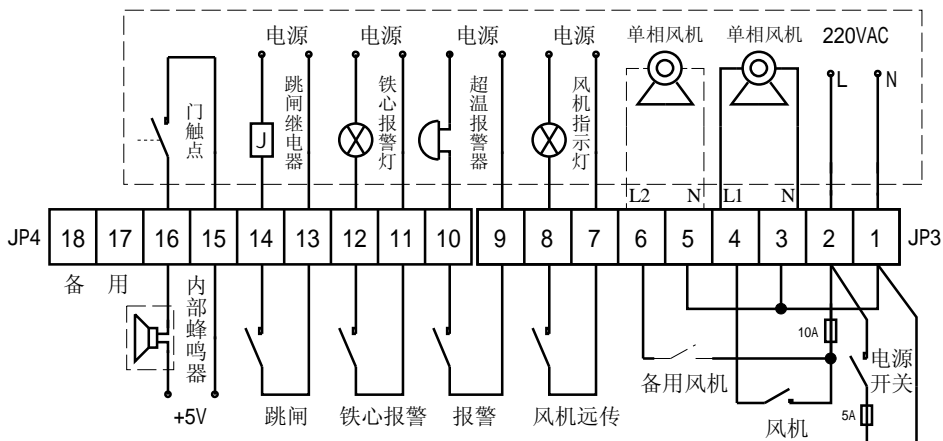 电源 电源 电源 电源 单相风机 单相风机 220VAC
L N
门触点 跳闸继电器 铁心报警灯 超温报警器 风机指示灯
J
L2 N L1 N
JP4 18 17 16 15 14 13 12 11 10 9 8 7 6 5 4 3 2 1 JP3
备 用 内部蜂鸣器
10A
电源
开关
备用风机
5A
+5V 跳闸 铁心报警 报警 风机远传 风机